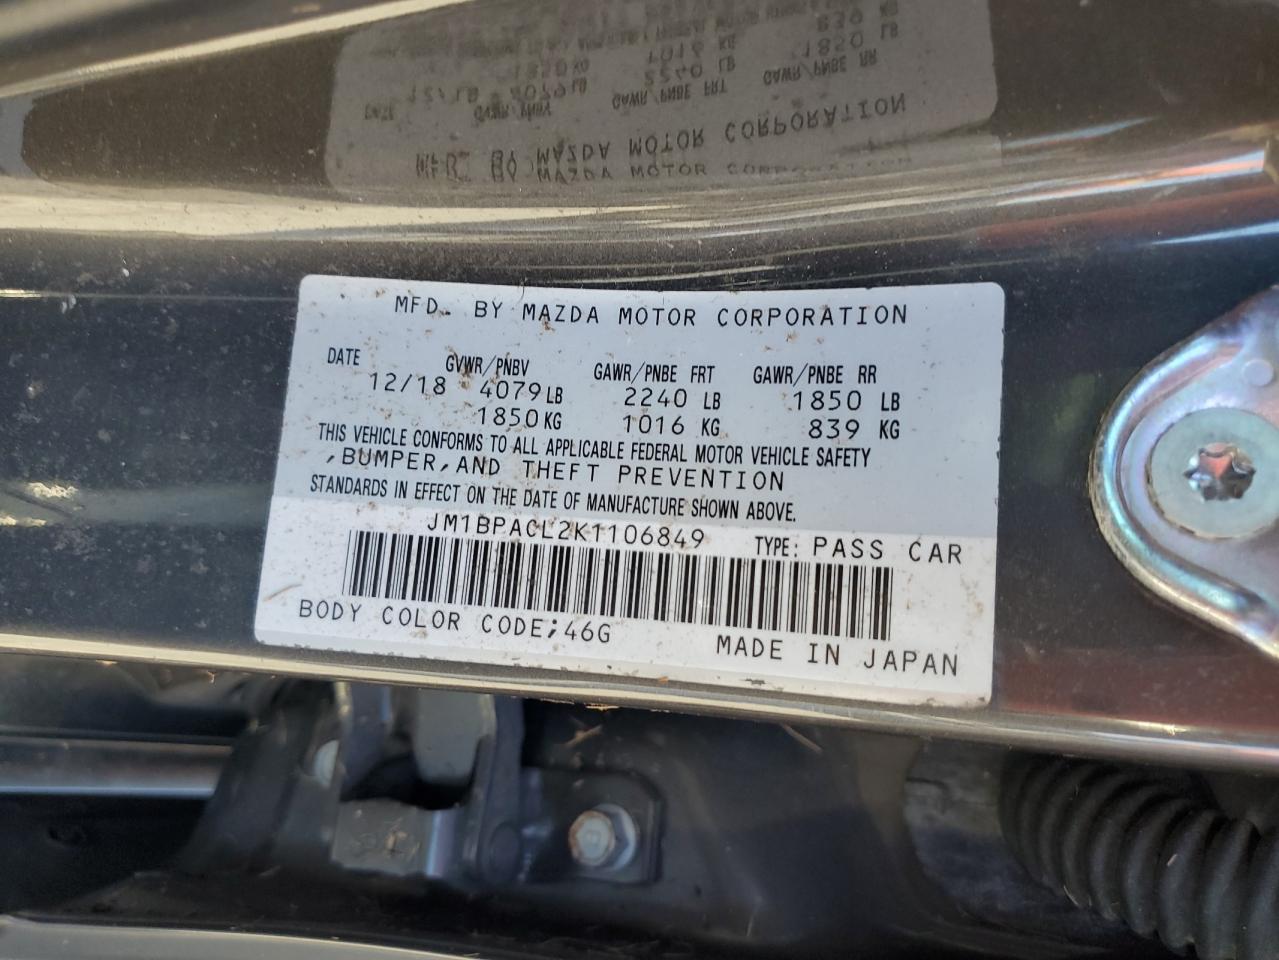 MFD. BY MAZDA MOTOR CORPORATION
DATE GVWR/PNBV GAWR/PNBE FRT GAWR/PNBE RR
12/18 4079 LB 2240 LB 1850 LB
1850 KG 1016 KG 839 KG
THIS VEHICLE CONFORMS TO ALL APPLICABLE FEDERAL MOTOR VEHICLE SAFETY
,BUMPER,AND THEFT PREVENTION
STANDARDS IN EFFECT ON THE DATE OF MANUFACTURE SHOWN ABOVE.
JM1BPACL2K1106849 TYPE: PASS CAR
BODY COLOR CODE;46G MADE IN JAPAN